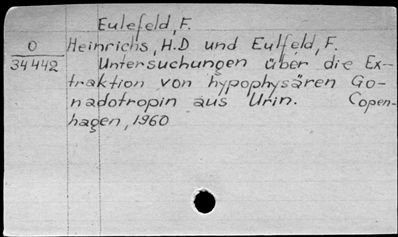 Eulefeld, F.
O
34442
Heinrichs, H.D und Eulfeld, F.
Untersuchungen über die Ex-
traktion von hypophysären Go-
nadotropin aus Urin. Copen-
hagen, 1960